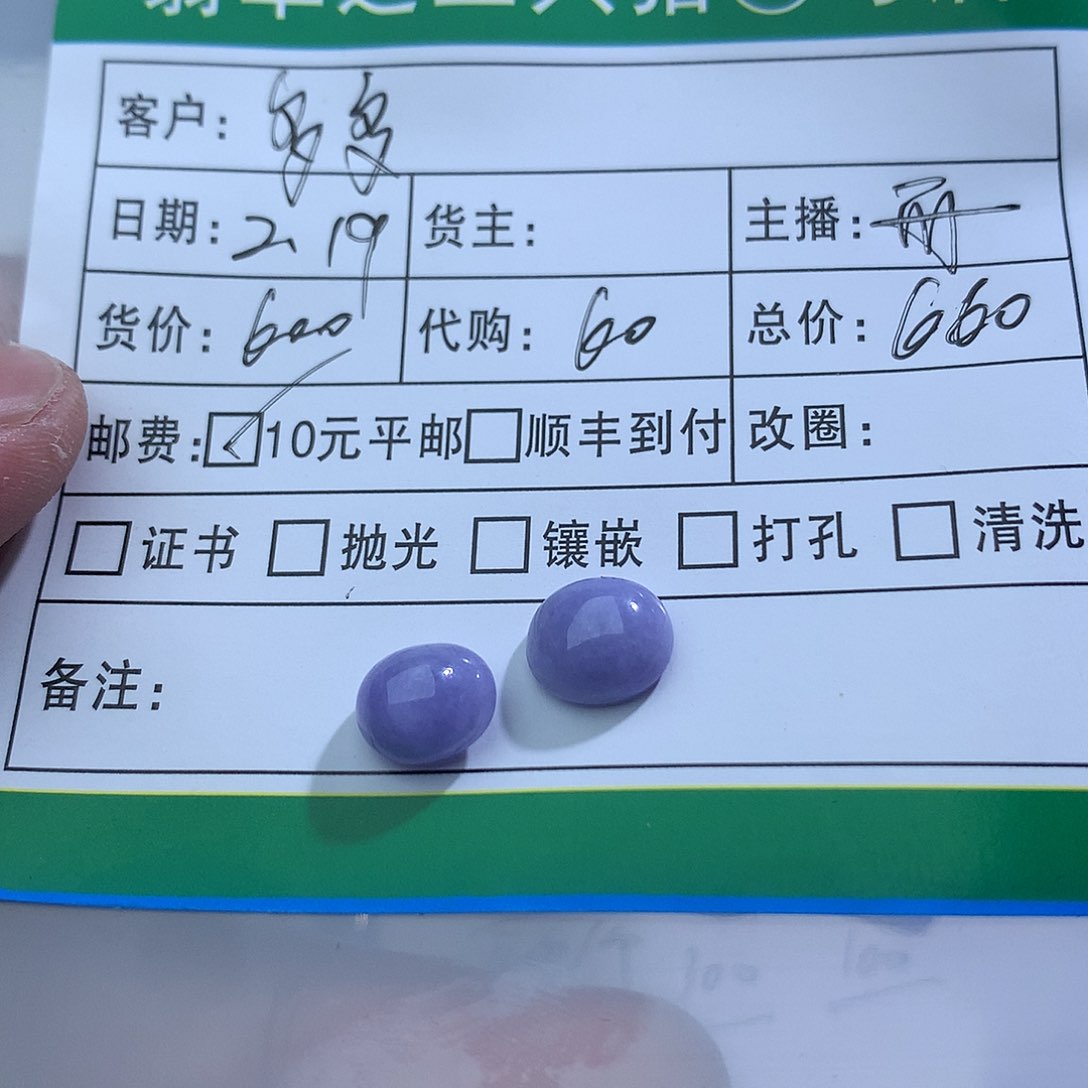 客户：多多
日期：2.19 货主： 主播：
货价：600 代购：60 总价：660
邮费：☑10元平邮☐顺丰到付 改圈：
☐证书 ☐抛光 ☐镶嵌 ☐打孔 ☐清洗
备注：